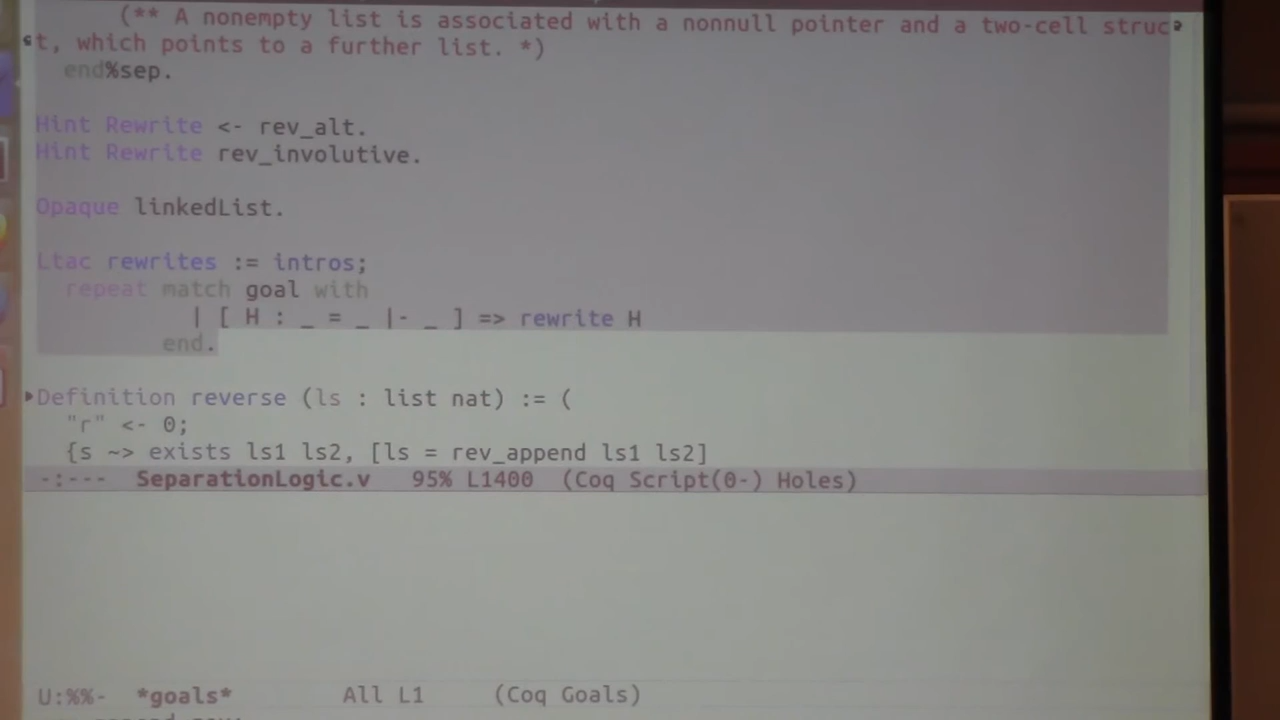 (** A nonempty list is associated with a nonnull pointer and a two-cell struc
t, which points to a further list. *)
end%sep.
Hint Rewrite <- rev_alt.
Hint Rewrite rev_involutive.
Opaque linkedList.
Ltac rewrites := intros;
repeat match goal with
| [ H : _ = _ |- _ ] => rewrite H
end.
Definition reverse (ls : list nat) := (
"r" <- 0;
{s ~> exists ls1 ls2, [ls = rev_append ls1 ls2]
-:--- SeparationLogic.v 95% L1400 (Coq Script(0-) Holes)
U:%%- *goals* All L1 (Coq Goals)